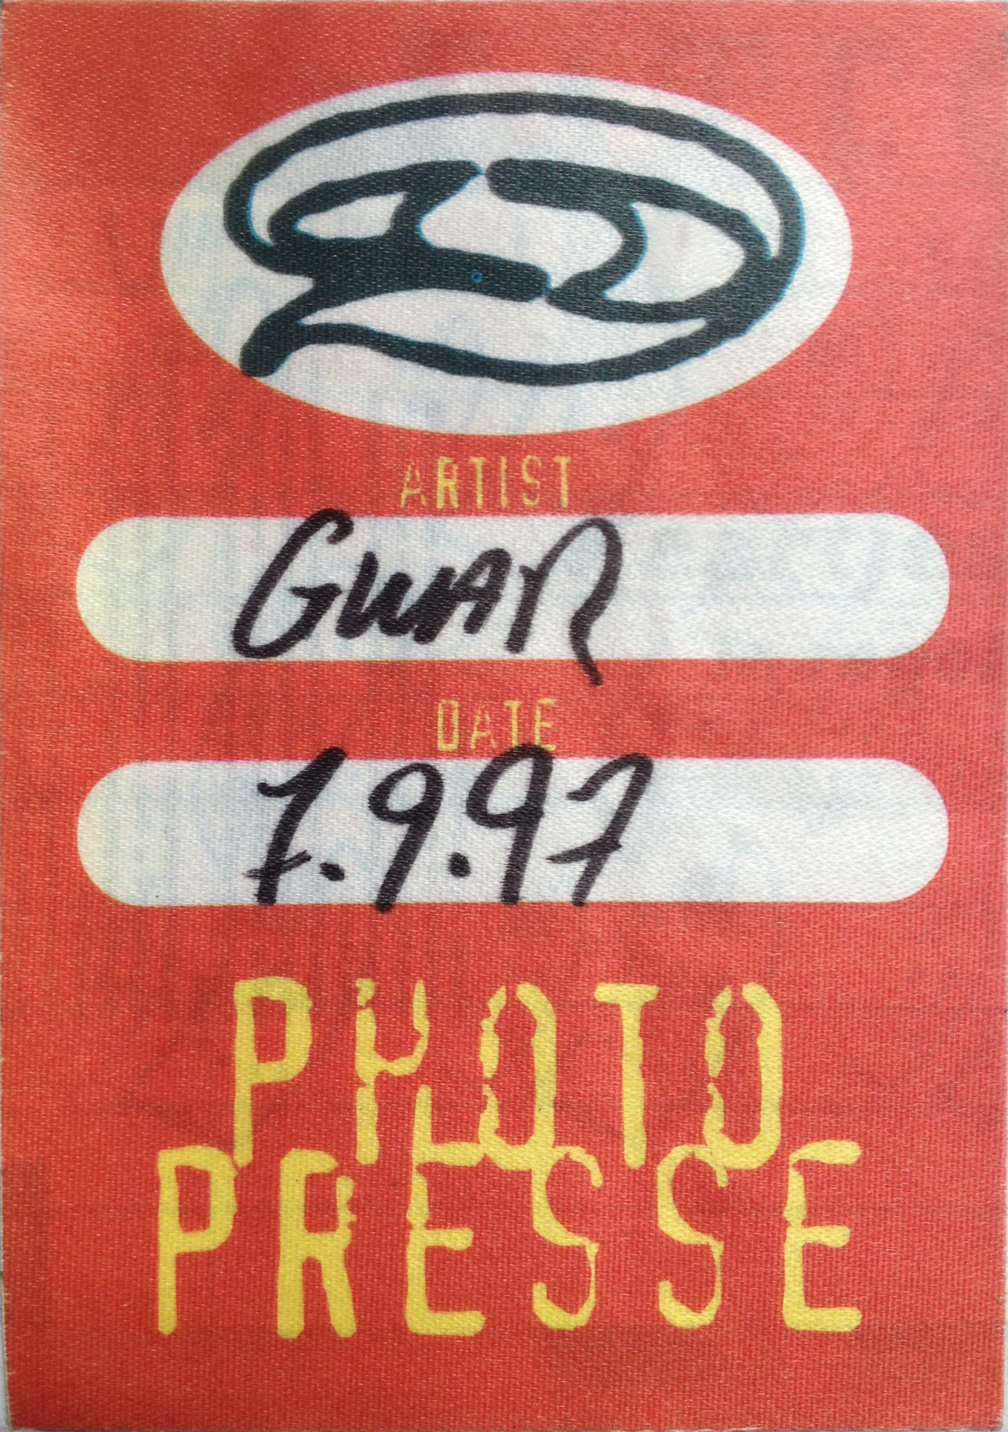 ARTIST
GWAR
DATE
7.9.97
PHOTO
PRESSE